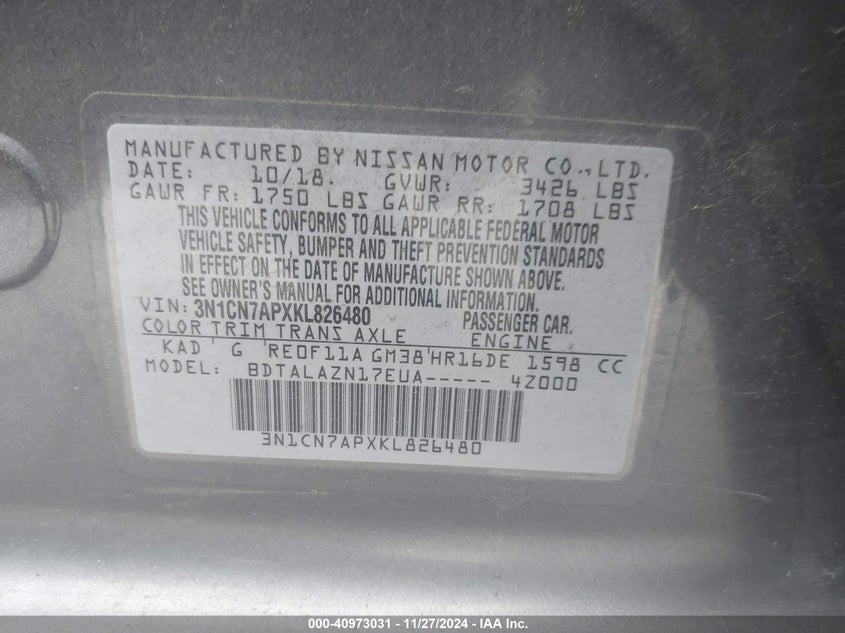 MANUFACTURED BY NISSAN MOTOR CO., LTD.
DATE: 10/18. GVWR: 3426 LBS
GAWR FR: 1750 LBS GAWR RR: 1708 LBS
THIS VEHICLE CONFORMS TO ALL APPLICABLE FEDERAL MOTOR
VEHICLE SAFETY, BUMPER AND THEFT PREVENTION STANDARDS
IN EFFECT ON THE DATE OF MANUFACTURE SHOWN ABOVE.
SEE OWNER'S MANUAL FOR ADDITIONAL INFORMATION.
VIN: 3N1CN7APXKL826480 PASSENGER CAR.
COLOR TRIM TRANS AXLE ENGINE
KAD G RE0F11A GM38 HR16DE 1598 CC
MODEL: BDTALAZN17EUA----- 4Z000
3N1CN7APXKL826480
000-40973031 - 11/27/2024 - IAA Inc.